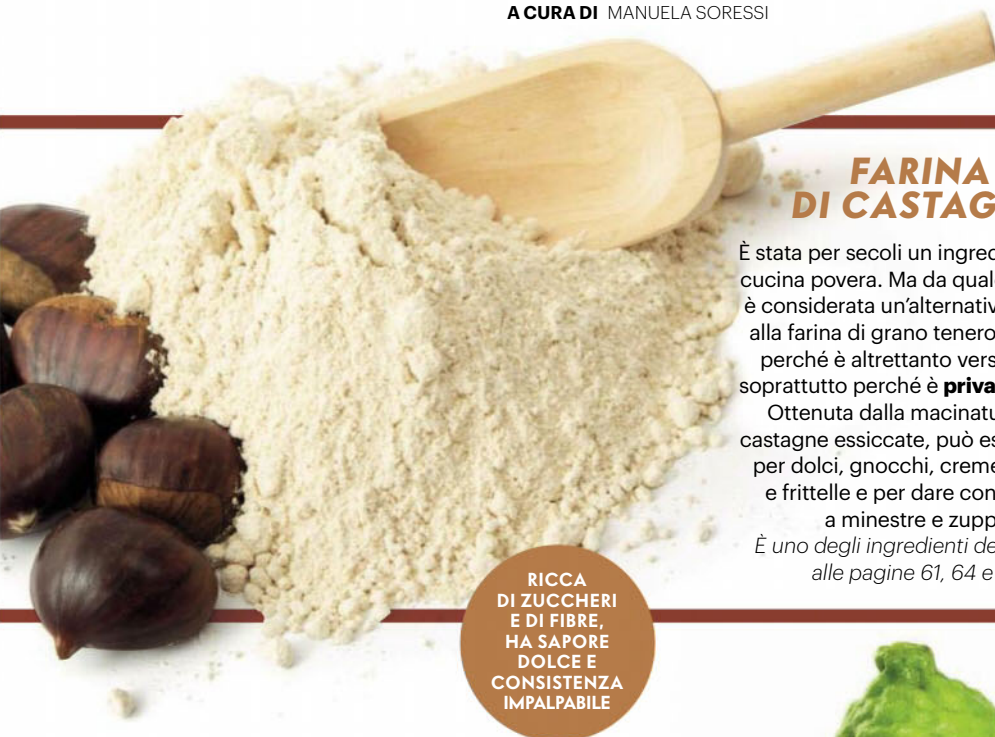 A CURA DI MANUELA SORESSI
FARINA
DI CASTAG
È stata per secoli un ingred
cucina povera. Ma da qual
è considerata un'alternativ
alla farina di grano tenero
perché è altrettanto vers
soprattutto perché è priva
Ottenuta dalla macinatu
castagne essiccate, può es
per dolci, gnocchi, creme
e frittelle e per dare con
a minestre e zupp
È uno degli ingredienti de
alle pagine 61, 64 e
RICCA
DI ZUCCHERI
E DI FIBRE,
HA SAPORE
DOLCE E
CONSISTENZA
IMPALPABILE